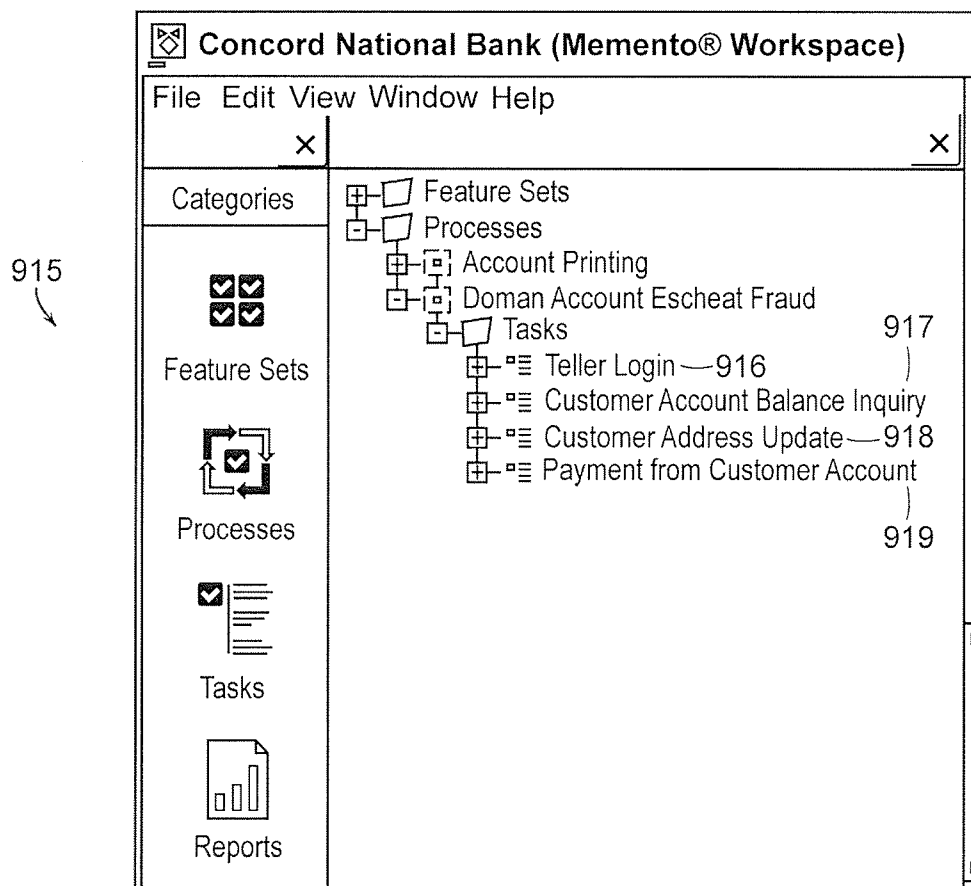 Concord National Bank (Memento® Workspace)
File Edit View Window Help
Categories
Feature Sets
Processes
Tasks
Reports
Feature Sets
Processes
Account Printing
Doman Account Escheat Fraud
Tasks
Teller Login 916
Customer Account Balance Inquiry
917
Customer Address Update 918
Payment from Customer Account
919
915